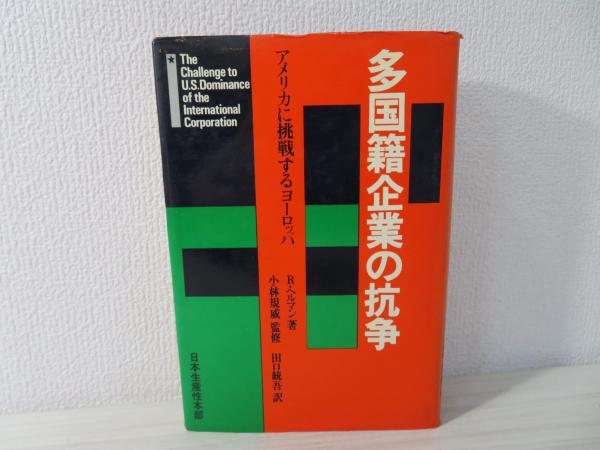 多国籍企業の抗争
アメリカに挑戦するヨーロッパ
R・ヘルマン 著
小林規威 監修
田口統吾 訳
The
Challenge to
U.S.Dominance
of the
International
Corporation
日本生産性本部